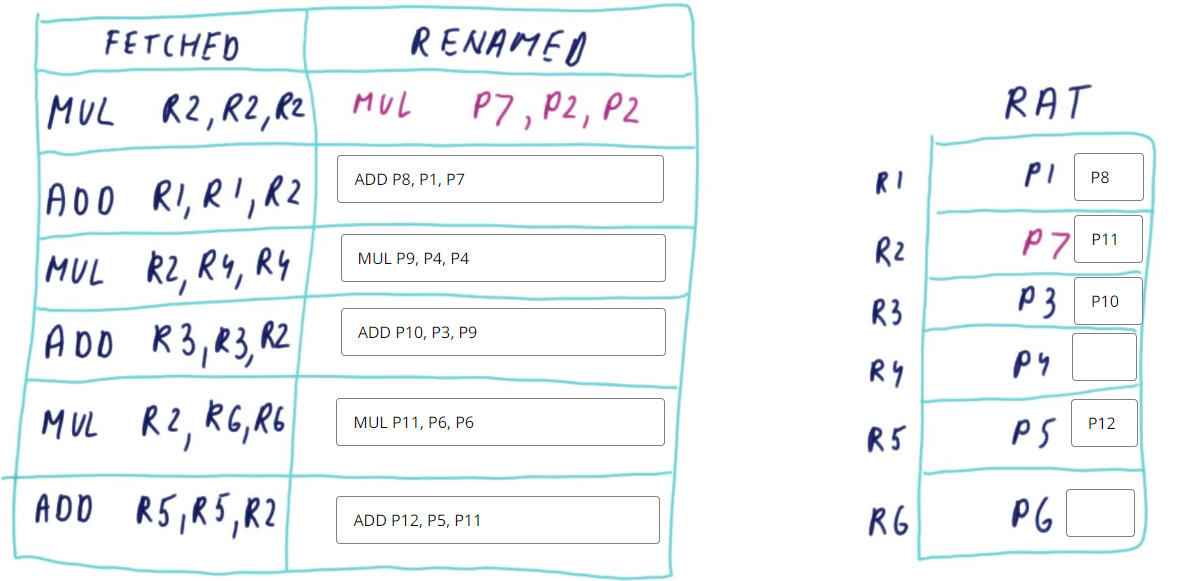 FETCHED RENAMED
MUL R2,R2,R2 MUL P7,P2,P2
ADD R1,R1,R2 ADD P8, P1, P7
MUL R2,R4,R4 MUL P9, P4, P4
ADD R3,R3,R2 ADD P10, P3, P9
MUL R2,R6,R6 MUL P11, P6, P6
ADD R5,R5,R2 ADD P12, P5, P11
RAT
R1 P1 P8
R2 P7 P11
R3 P3 P10
R4 P4
R5 P5 P12
R6 P6